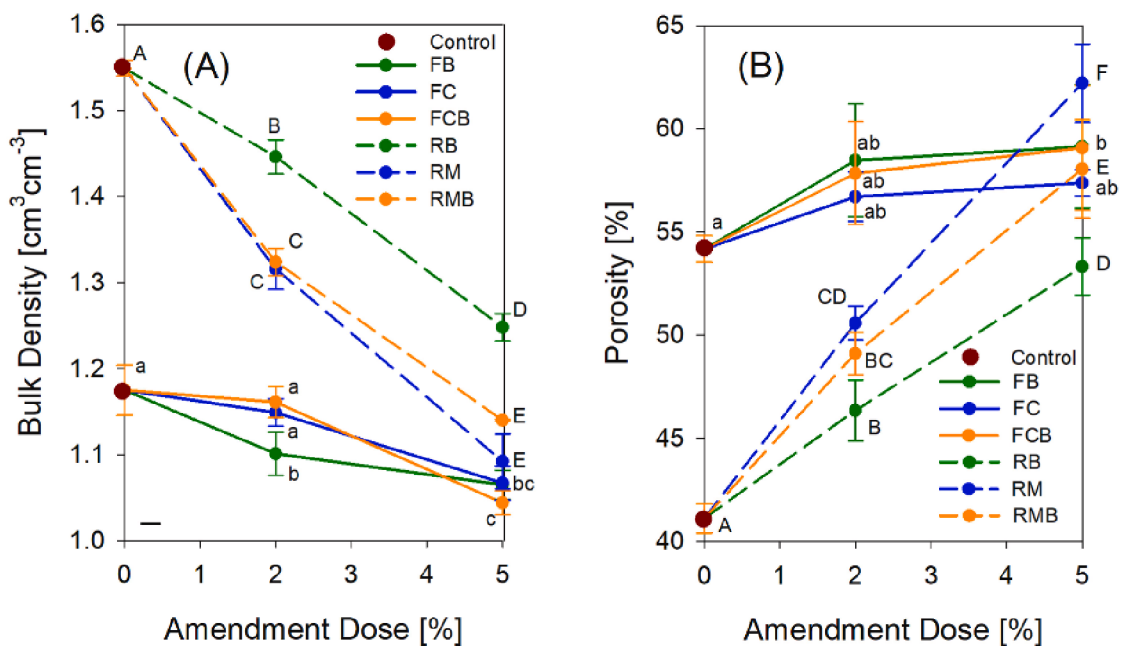 (A)
Bulk Density [cm³cm⁻³]
1.6
1.5
1.4
1.3
1.2
1.1
1.0
Control
FB
FC
FCB
RB
RM
RMB
A
B
C
C
D
E
E
a
a
a
b
bc
c
0 1 2 3 4 5
Amendment Dose [%]
(B)
Porosity [%]
65
60
55
50
45
40
F
ab
b
ab
E
ab
ab
a
D
CD
BC
B
A
Control
FB
FC
FCB
RB
RM
RMB
0 1 2 3 4 5
Amendment Dose [%]